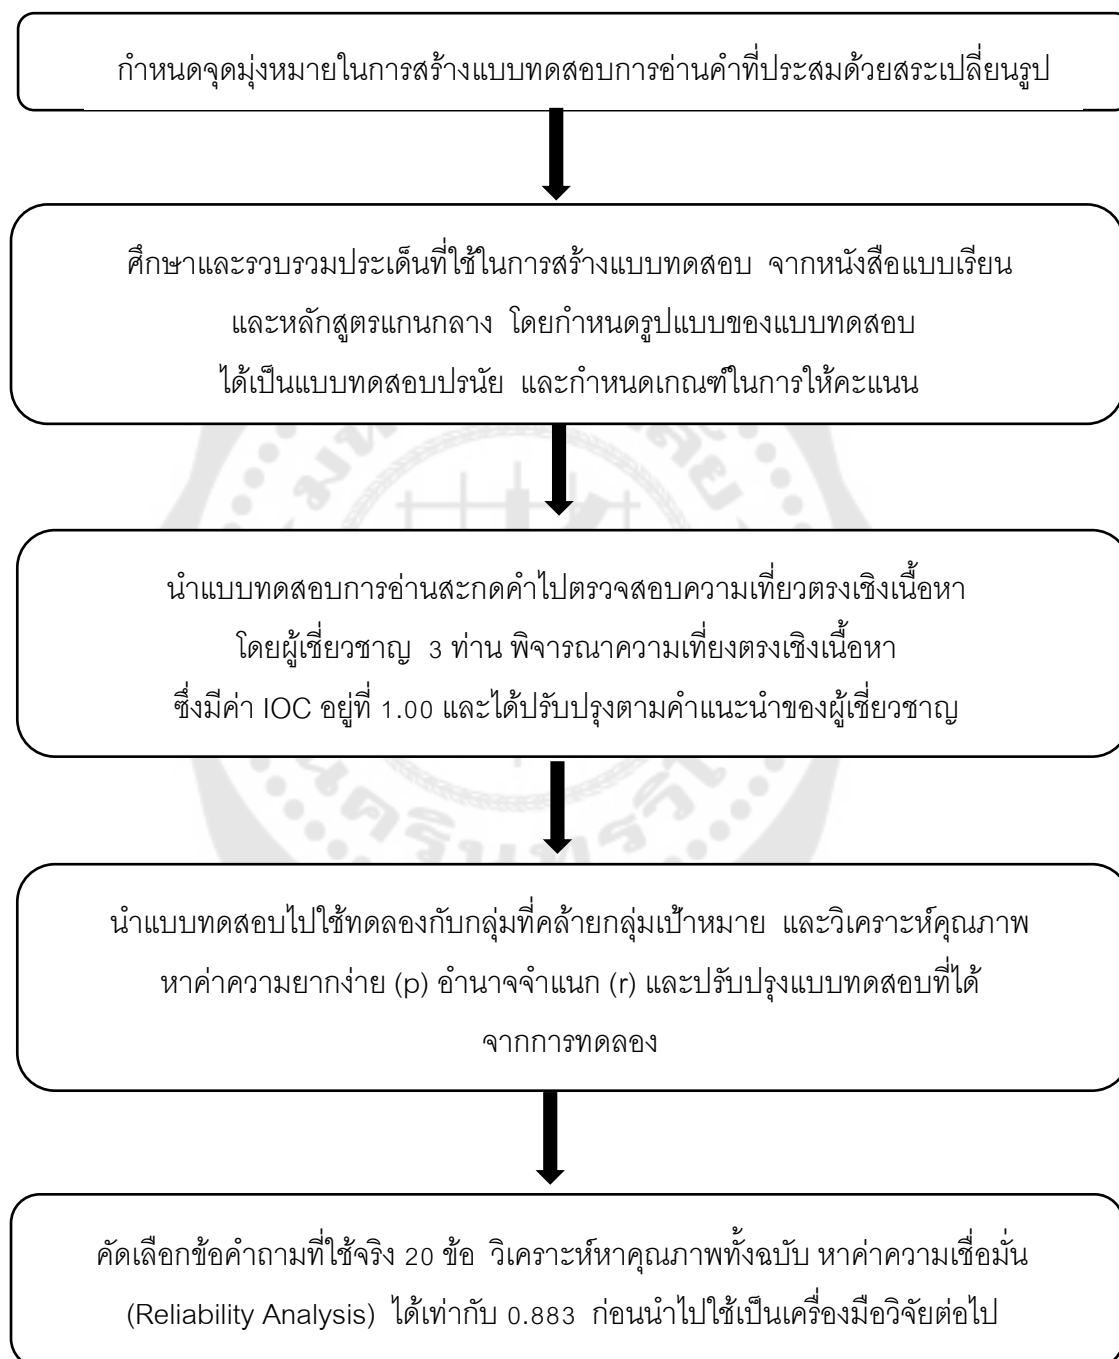 กำหนดจุดมุ่งหมายในการสร้างแบบทดสอบการอ่านคำที่ประสมด้วยสระเปลี่ยนรูป
ศึกษาและรวบรวมประเด็นที่ใช้ในการสร้างแบบทดสอบ จากหนังสือแบบเรียน
และหลักสูตรแกนกลาง โดยกำหนดรูปแบบของแบบทดสอบ
ได้เป็นแบบทดสอบปรนัย และกำหนดเกณฑ์ในการให้คะแนน
นำแบบทดสอบการอ่านสะกดคำไปตรวจสอบความเที่ยวตรงเชิงเนื้อหา
โดยผู้เชี่ยวชาญ 3 ท่าน พิจารณาความเที่ยงตรงเชิงเนื้อหา
ซึ่งมีค่า IOC อยู่ที่ 1.00 และได้ปรับปรุงตามคำแนะนำของผู้เชี่ยวชาญ
นำแบบทดสอบไปใช้ทดลองกับกลุ่มที่คล้ายกลุ่มเป้าหมาย และวิเคราะห์คุณภาพ
หาค่าความยากง่าย (p) อำนาจจำแนก (r) และปรับปรุงแบบทดสอบที่ได้
จากการทดลอง
คัดเลือกข้อคำถามที่ใช้จริง 20 ข้อ วิเคราะห์หาคุณภาพทั้งฉบับ หาค่าความเชื่อมั่น
(Reliability Analysis) ได้เท่ากับ 0.883 ก่อนนำไปใช้เป็นเครื่องมือวิจัยต่อไป